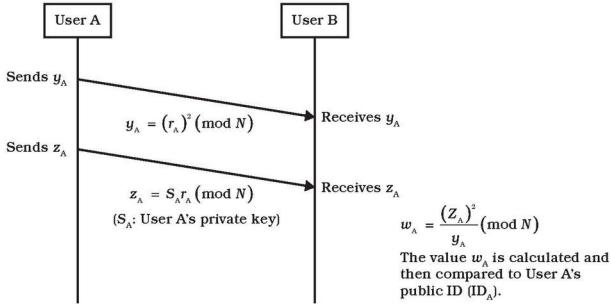 User A
User B
Sends y_A
y_A = (r_A)^2 (mod N)
Receives y_A
Sends z_A
z_A = S_A r_A (mod N)
(S_A: User A's private key)
Receives z_A
w_A = (Z_A)^2 / y_A (mod N)
The value w_A is calculated and
then compared to User A's
public ID (ID_A).